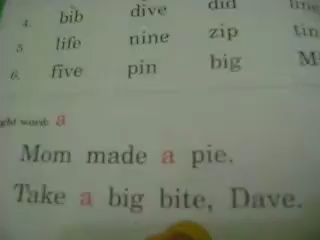 4. bib dive did
5. life nine zip
6. five pin big
word: a
Mom made a pie.
Take a big bite, Dave.